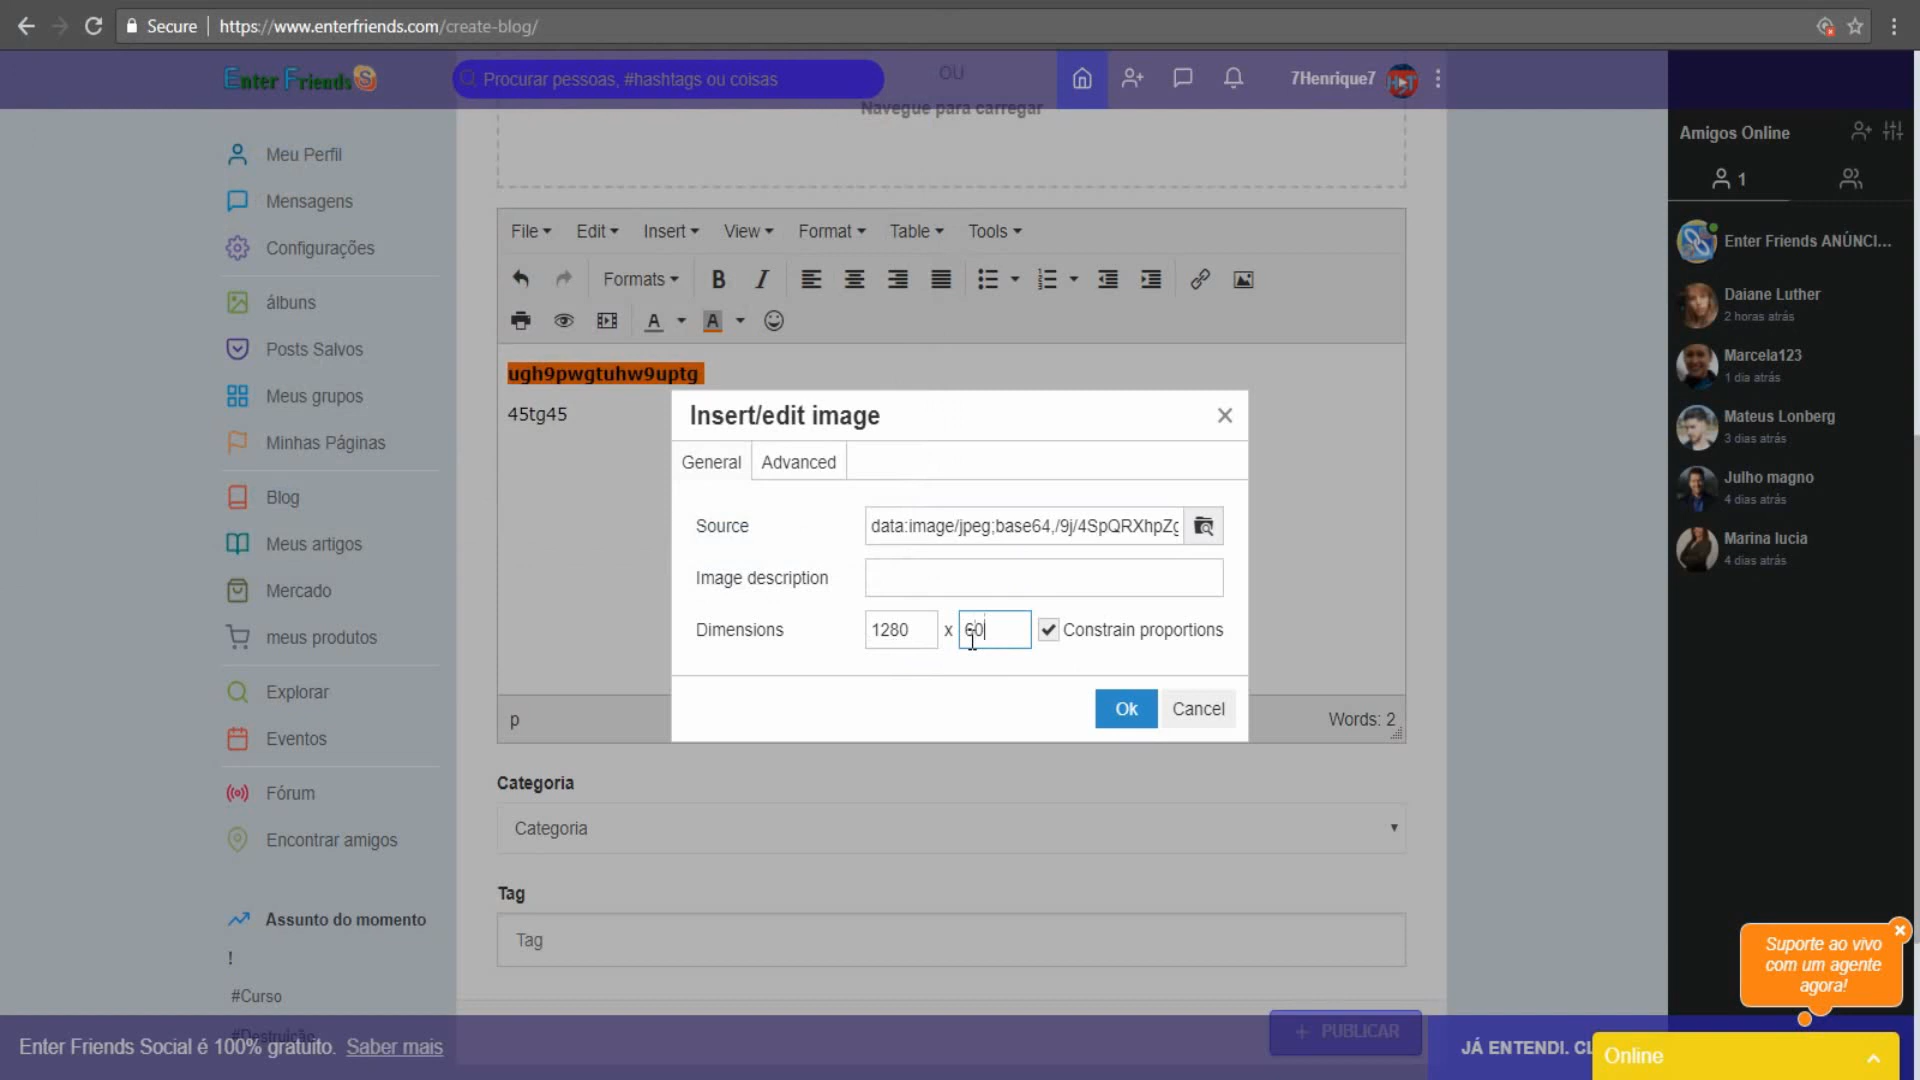 Secure | https://www.enterfriends.com/create-blog/
Enter Friends
Procurar pessoas, #hashtags ou coisas
OU
7Henrique7
Navegue para carregar
Meu Perfil
Mensagens
Configurações
álbuns
Posts Salvos
Meus grupos
Minhas Páginas
Blog
Meus artigos
Mercado
meus produtos
Explorar
Eventos
Fórum
Encontrar amigos
Assunto do momento
!
#Curso
#Destruição
File Edit Insert View Format Table Tools
Formats B I
A A
ugh9pwgtuhw9uptg
45tg45
Insert/edit image
General Advanced
Source data:image/jpeg;base64,/9j/4SpQRXhpZg
Image description
Dimensions 1280 x 60 Constrain proportions
Ok Cancel
p
Words: 2
Categoria
Categoria
Tag
Tag
+ PUBLICAR
Amigos Online
1
Enter Friends ANÚNCI...
Daiane Luther
2 horas atrás
Marcela123
1 dia atrás
Mateus Lonberg
3 dias atrás
Julho magno
4 dias atrás
Marina lucia
4 dias atrás
Suporte ao vivo
com um agente
agora!
Enter Friends Social é 100% gratuito. Saber mais
JÁ ENTENDI. CL
Online